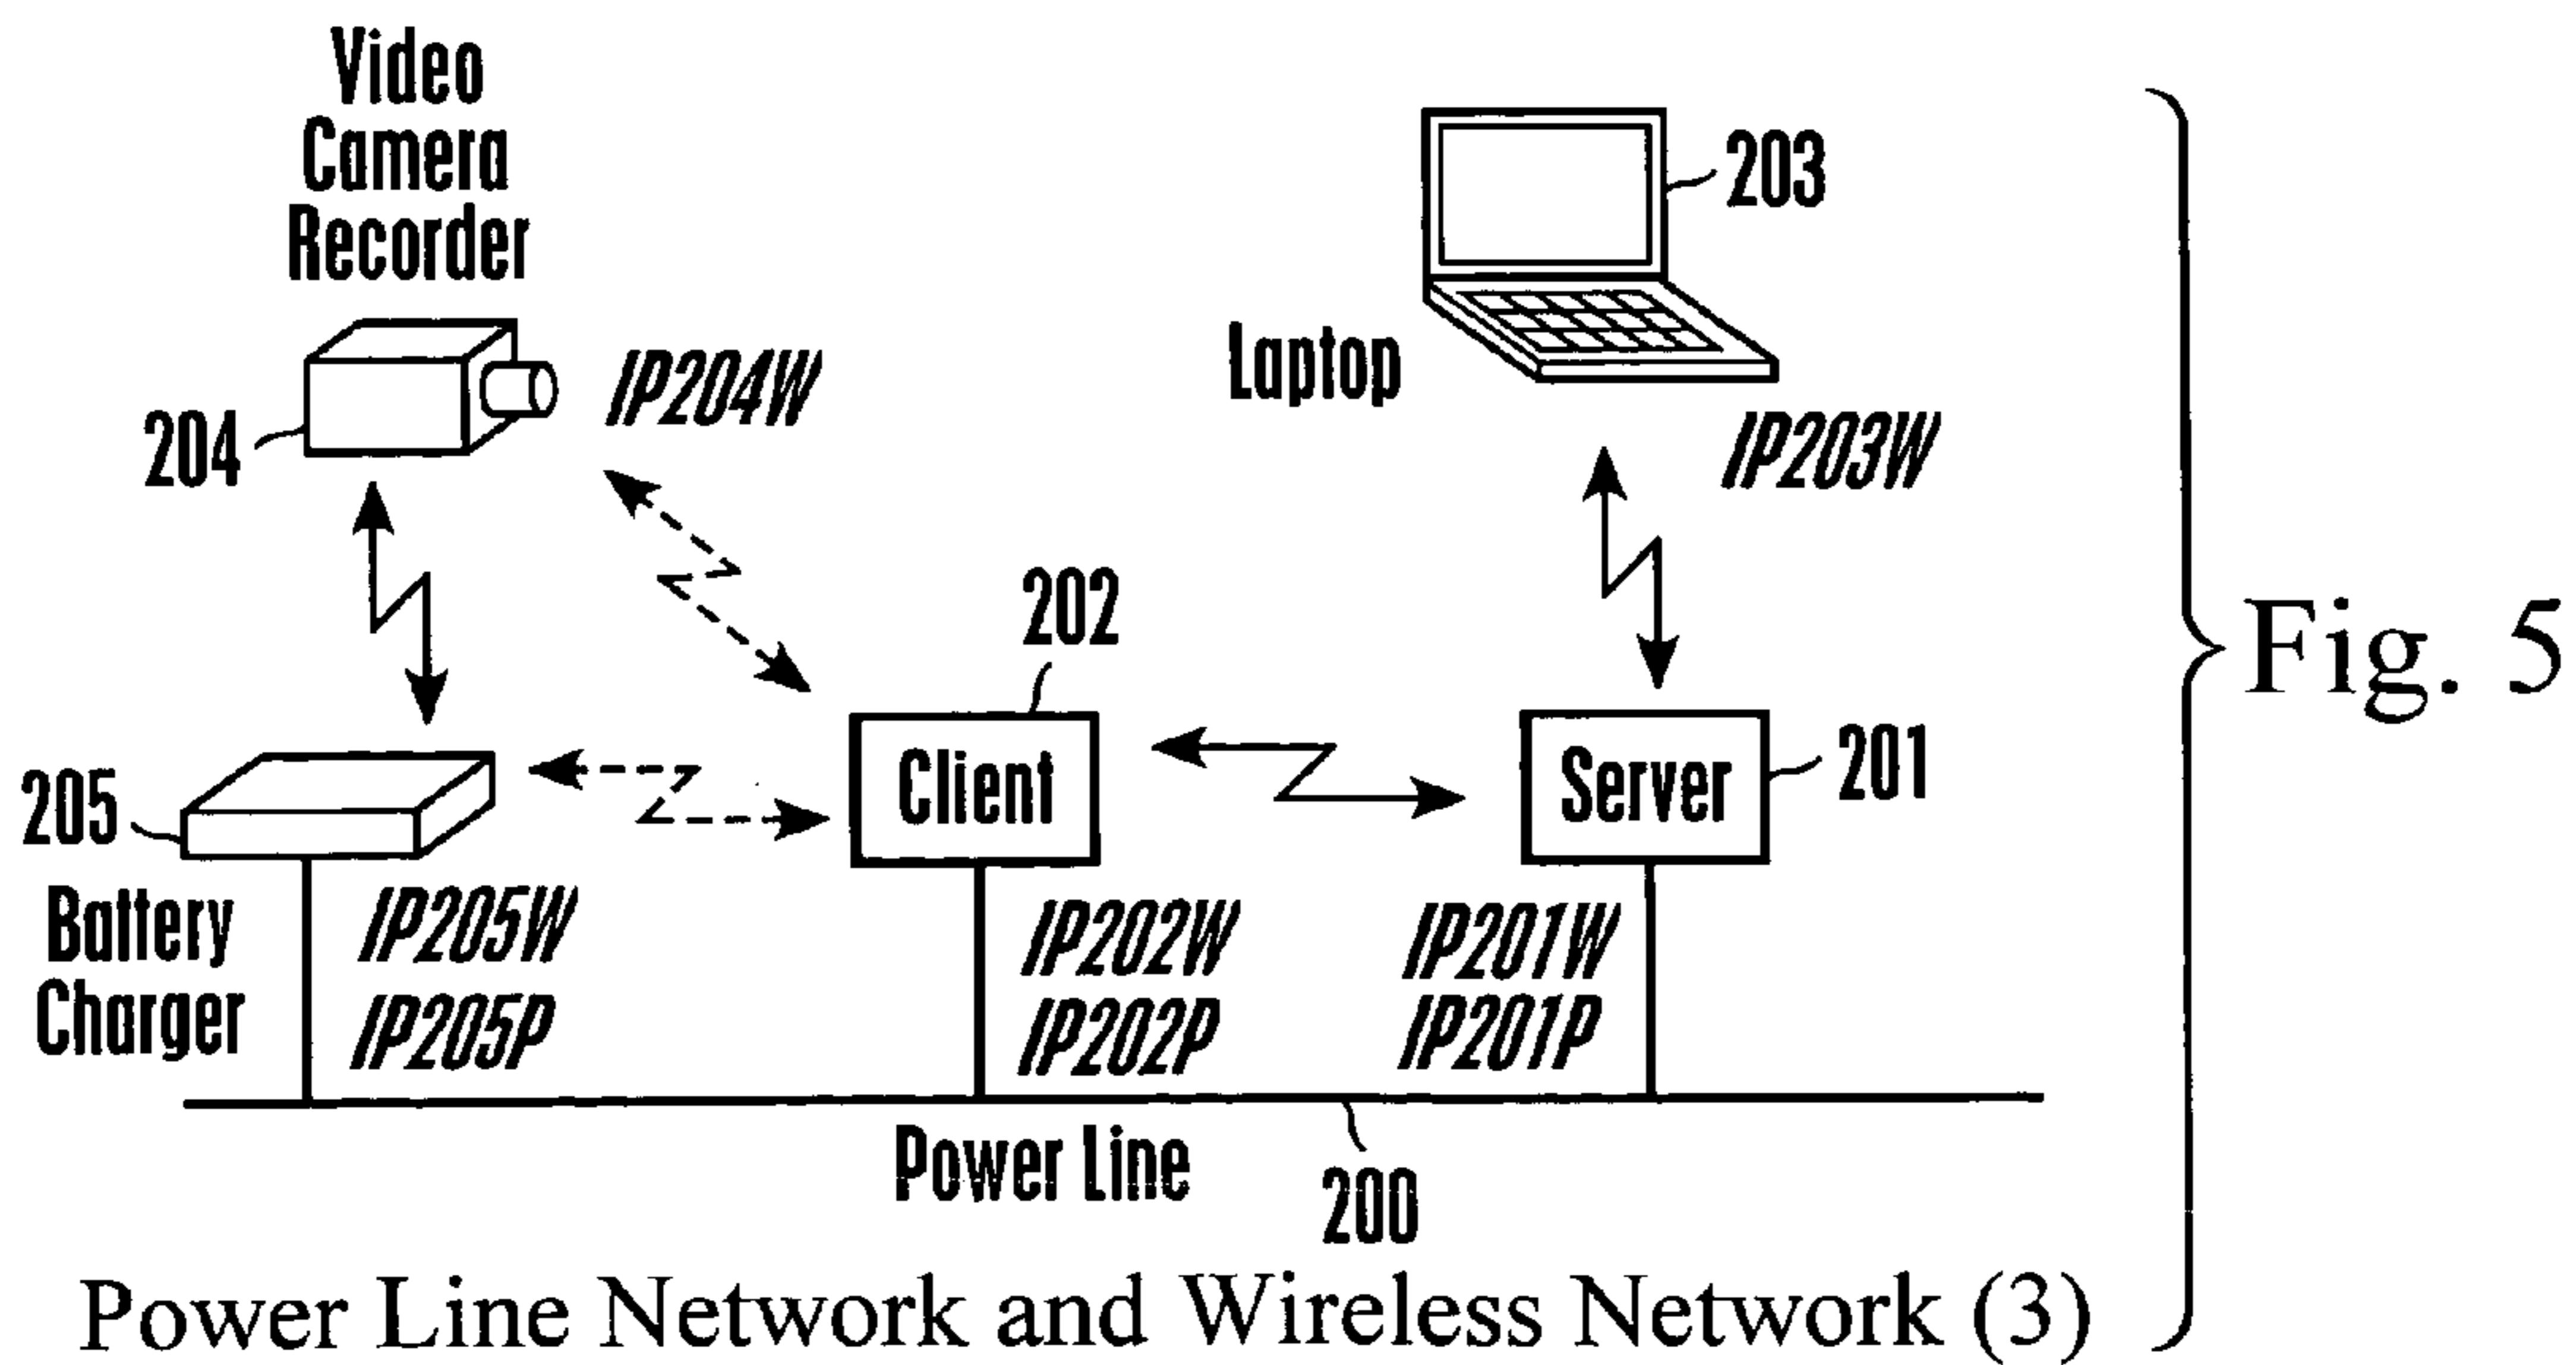 Video
Camera
Recorder
203
204
IP204W
Laptop
IP203W
202
Client
Server
201
205
Battery
Charger
IP205W
IP205P
IP202W
IP202P
IP201W
IP201P
Power Line
200
Power Line Network and Wireless Network (3)
Fig. 5